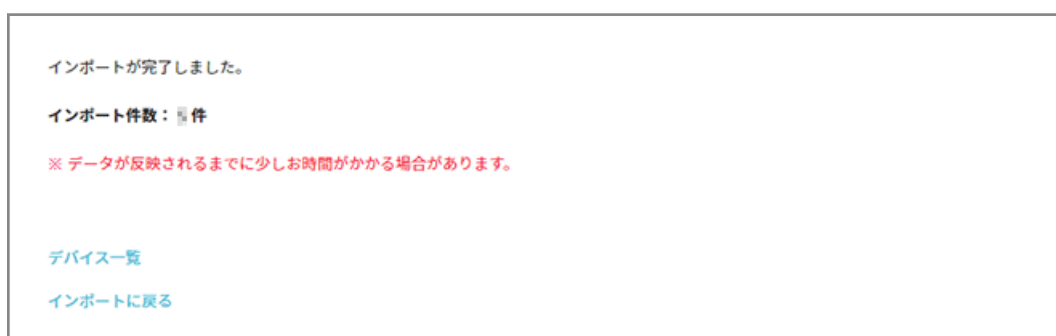 インポートが完了しました。
インポート件数： 件
※ データが反映されるまでに少しお時間がかかる場合があります。
デバイス一覧
インポートに戻る